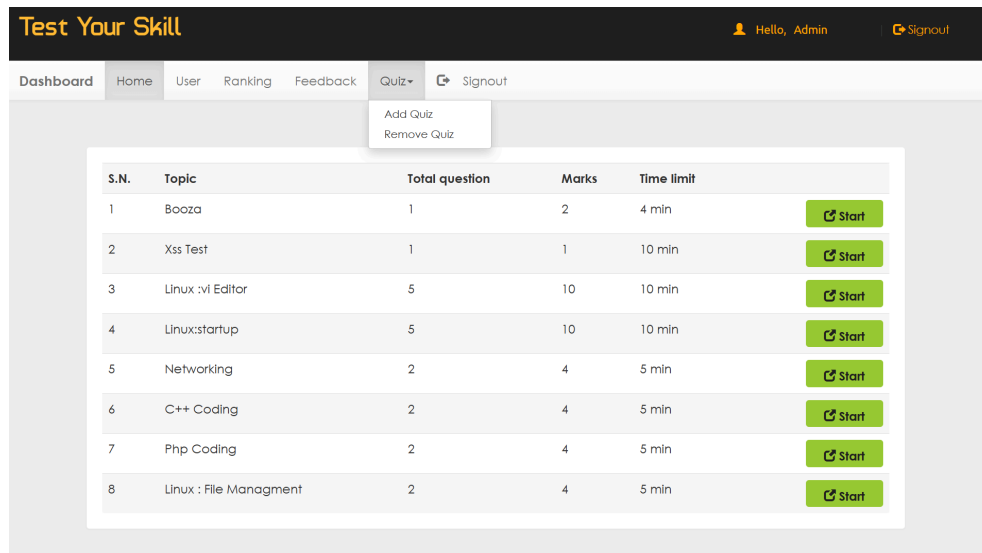 Test Your Skill
Hello, Admin
Signout
Dashboard Home User Ranking Feedback Quiz Signout
Add Quiz
Remove Quiz
S.N. Topic Total question Marks Time limit
1 Booza 1 2 4 min Start
2 Xss Test 1 1 10 min Start
3 Linux :vi Editor 5 10 10 min Start
4 Linux:startup 5 10 10 min Start
5 Networking 2 4 5 min Start
6 C++ Coding 2 4 5 min Start
7 Php Coding 2 4 5 min Start
8 Linux : File Managment 2 4 5 min Start